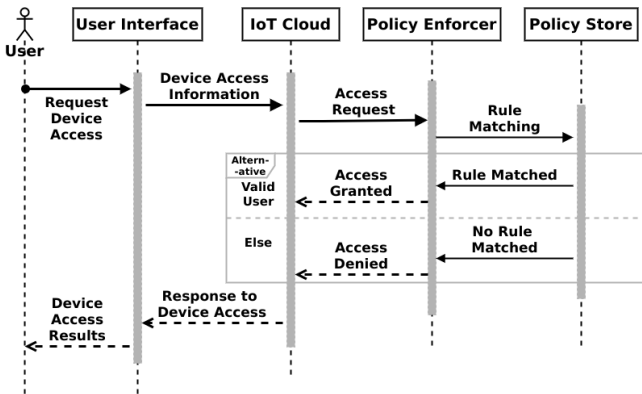 User
User Interface
IoT Cloud
Policy Enforcer
Policy Store
Request
Device
Access
Device Access
Information
Access
Request
Rule
Matching
Altern-
-ative
Valid
User
Access
Granted
Rule Matched
Else
Access
Denied
No Rule
Matched
Response to
Device Access
Device
Access
Results